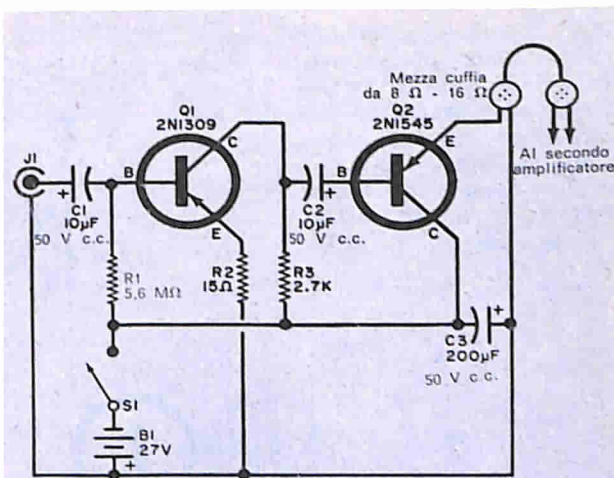 Mezza cuffia
da 8 Ω - 16 Ω
Al secondo
amplificatore
Q1
2N1309
Q2
2N1545
J1
B
C
E
B
E
C
+
C1
10µF
50 V c.c.
+
C2
10µF
50 V c.c.
R1
5,6 MΩ
R2
15Ω
R3
2.7K
+
C3
200µF
50 V c.c.
S1
B1
27V
+